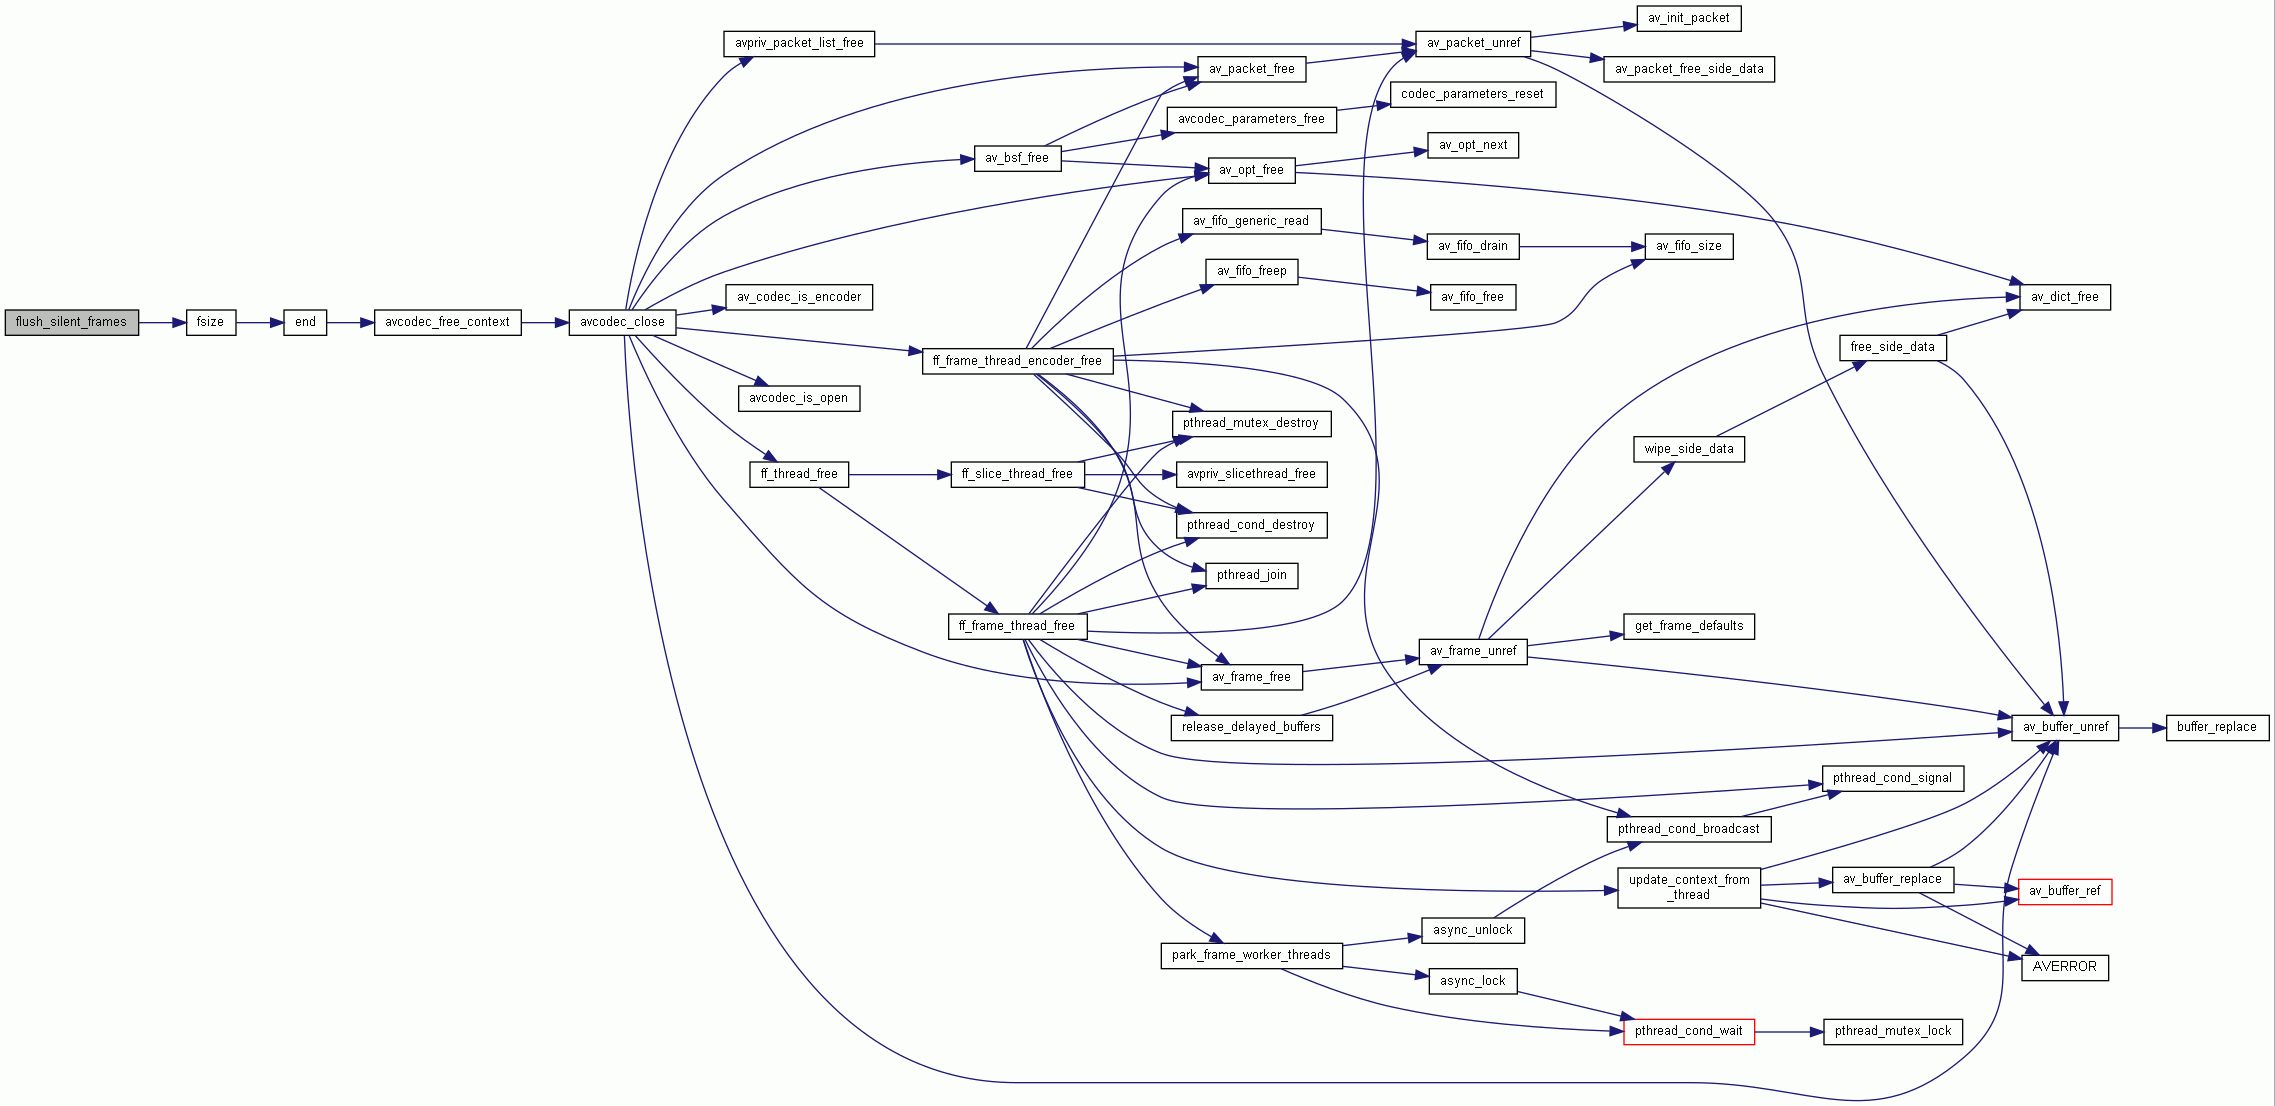 flush_silent_frames
fsize
end
avcodec_free_context
avcodec_close
avpriv_packet_list_free
av_codec_is_encoder
avcodec_is_open
ff_thread_free
av_bsf_free
ff_frame_thread_encoder_free
ff_slice_thread_free
ff_frame_thread_free
av_packet_free
avcodec_parameters_free
av_opt_free
av_fifo_generic_read
av_fifo_freep
pthread_mutex_destroy
avpriv_slicethread_free
pthread_cond_destroy
pthread_join
av_frame_free
release_delayed_buffers
park_frame_worker_threads
av_packet_unref
codec_parameters_reset
av_opt_next
av_fifo_drain
av_fifo_free
av_frame_unref
async_unlock
async_lock
av_init_packet
av_packet_free_side_data
av_fifo_size
wipe_side_data
get_frame_defaults
pthread_cond_broadcast
update_context_from
_thread
pthread_cond_wait
free_side_data
pthread_cond_signal
av_buffer_replace
pthread_mutex_lock
av_dict_free
av_buffer_unref
av_buffer_ref
AVERROR
buffer_replace